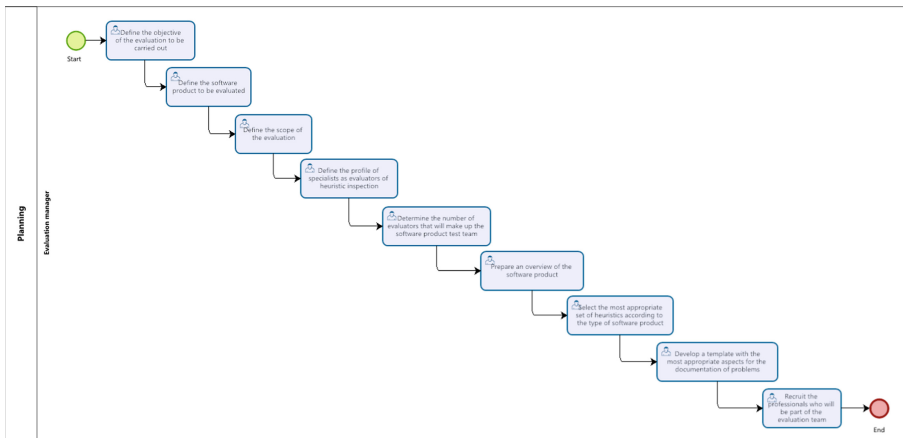 Planning
Evaluation manager
Start
Define the objective
of the evaluation to be
carried out
Define the software
product to be evaluated
Define the scope of
the evaluation
Define the profile of
specialists as evaluators of
heuristic inspection
Determine the number of
evaluators that will make up the
software product test team
Prepare an overview of the
software product
Select the most appropriate
set of heuristics according to
the type of software product
Develop a template with the
most appropriate aspects for the
documentation of problems
Recruit the
professionals who will
be part of the
evaluation team
End